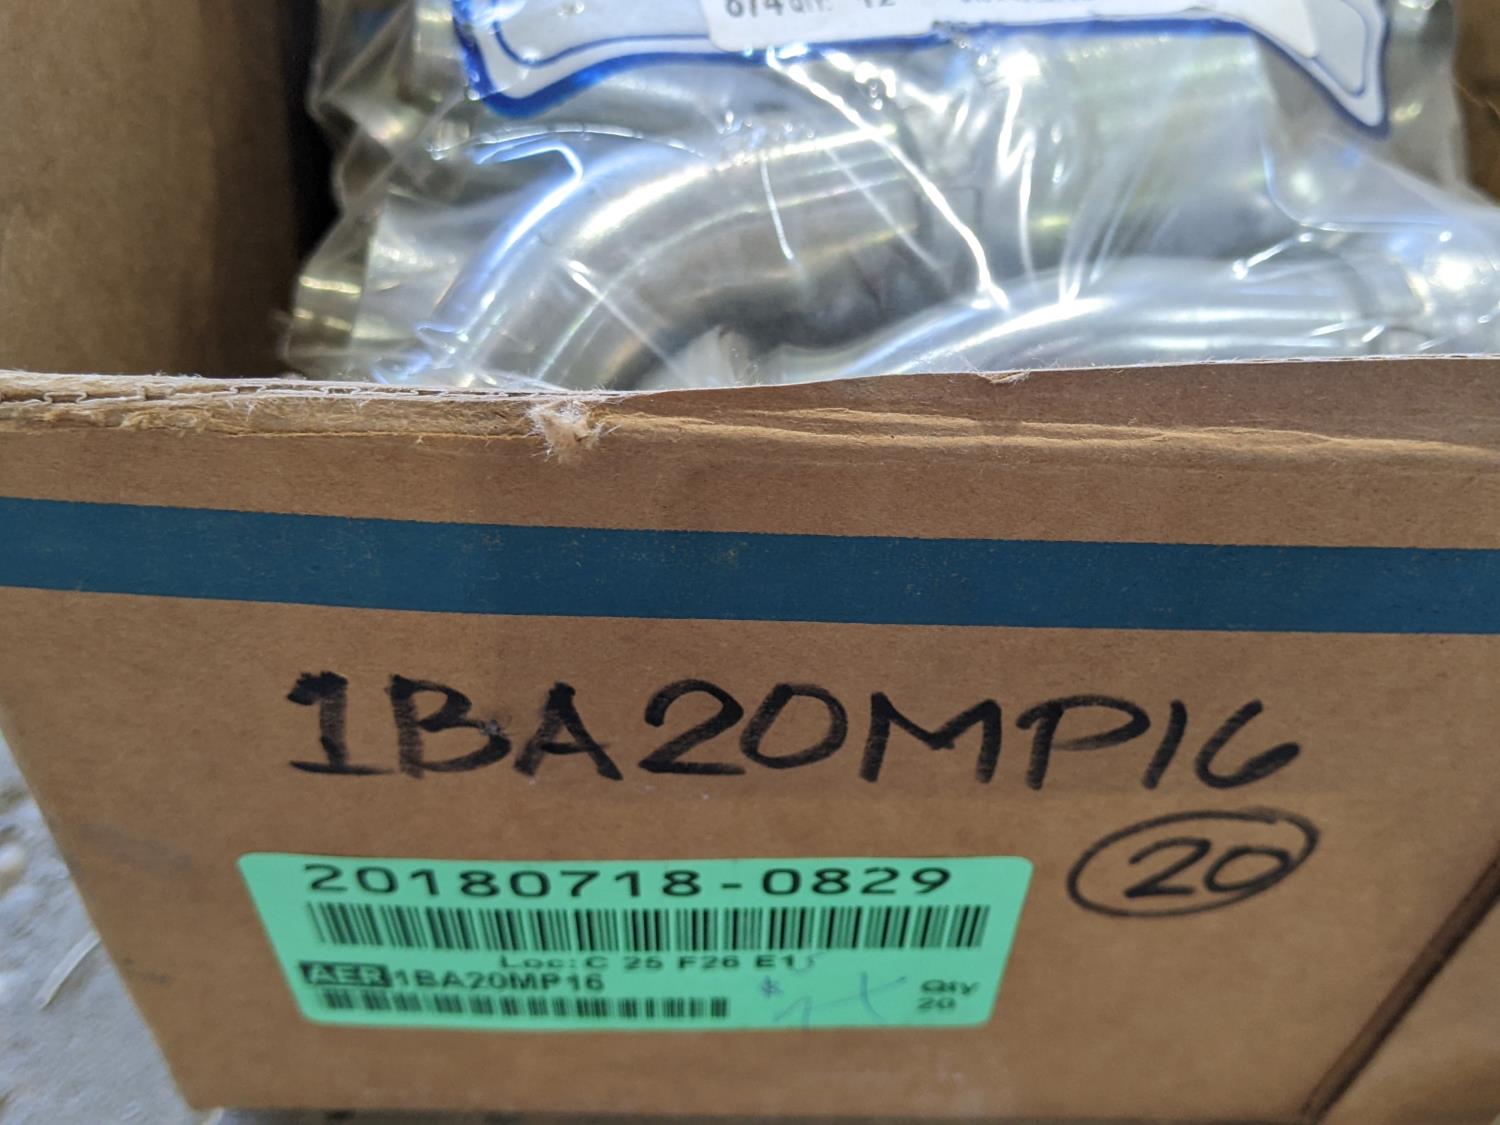 1BA20MP16
20
20180718-0829
Loc: C 25 F26 E1
AER 1BA20MP16
Qty
20